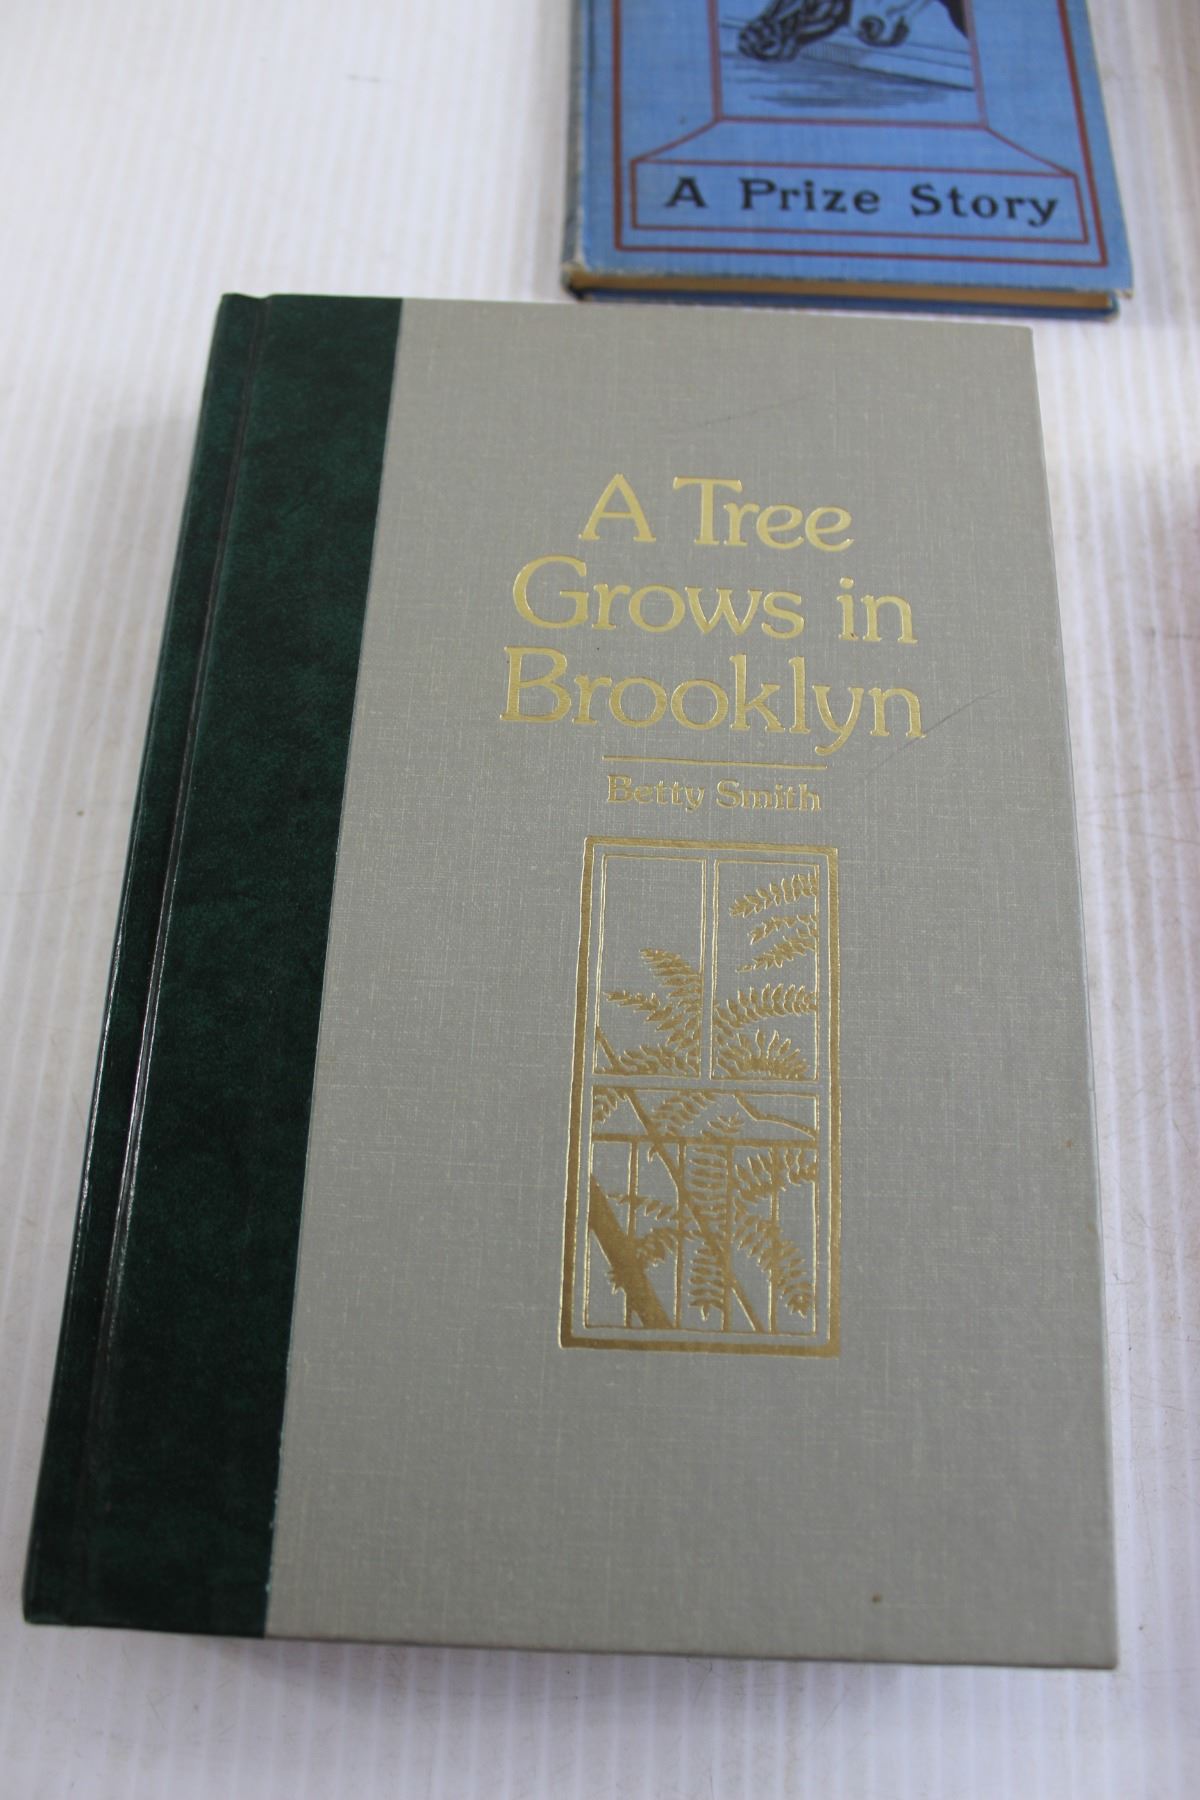 A Prize Story
A Tree
Grows in
Brooklyn
Betty Smith